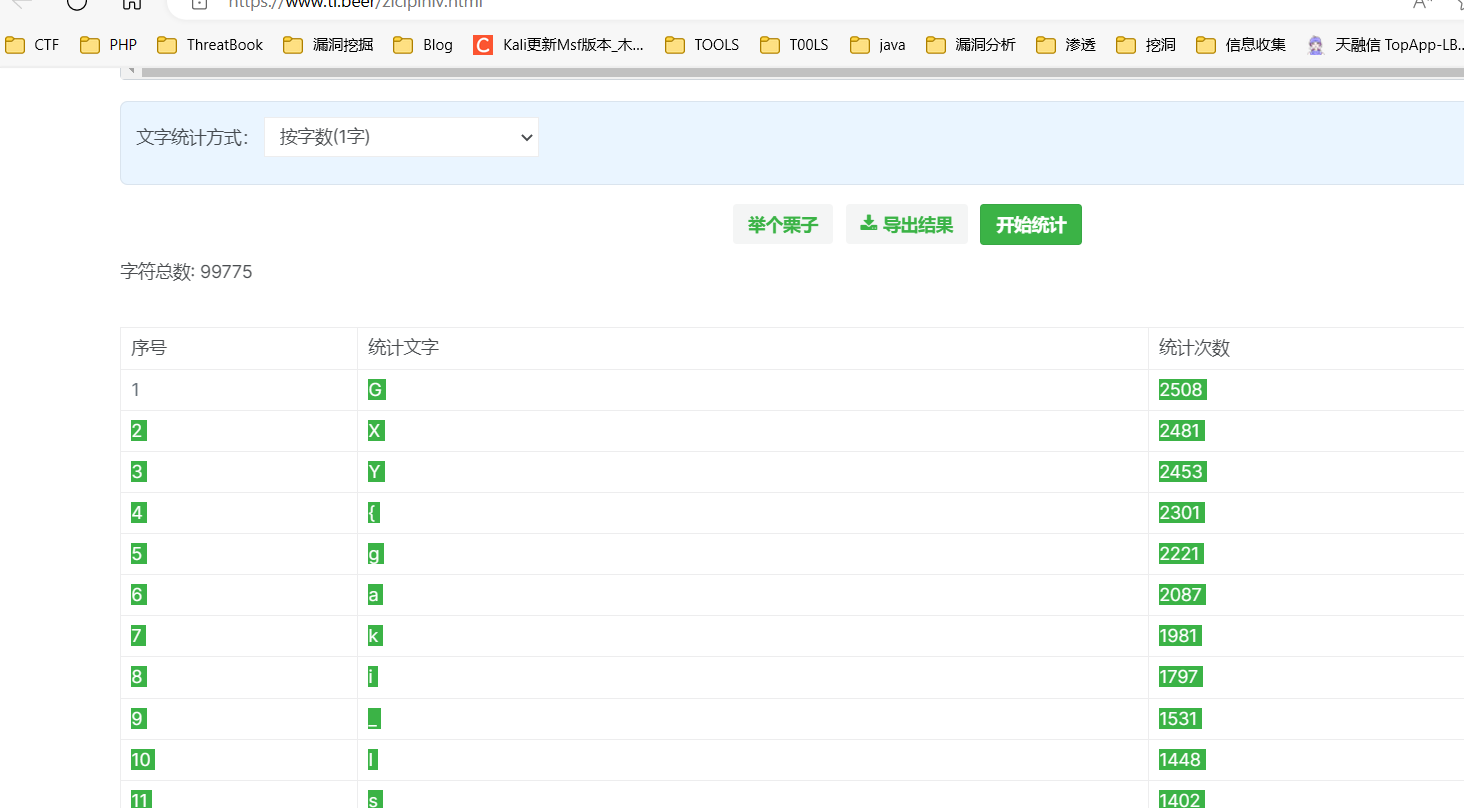 https://www.tl.beer/zicipinlv.html
CTF PHP ThreatBook 漏洞挖掘 Blog Kali更新Msf版本_木... TOOLS T00LS java 漏洞分析 渗透 挖洞 信息收集 天融信 TopApp-LB...
文字统计方式: 按字数(1字)
举个栗子 导出结果 开始统计
字符总数: 99775
序号 统计文字 统计次数
1 G 2508
2 X 2481
3 Y 2453
4 { 2301
5 g 2221
6 a 2087
7 k 1981
8 i 1797
9 _ 1531
10 l 1448
11 s 1402